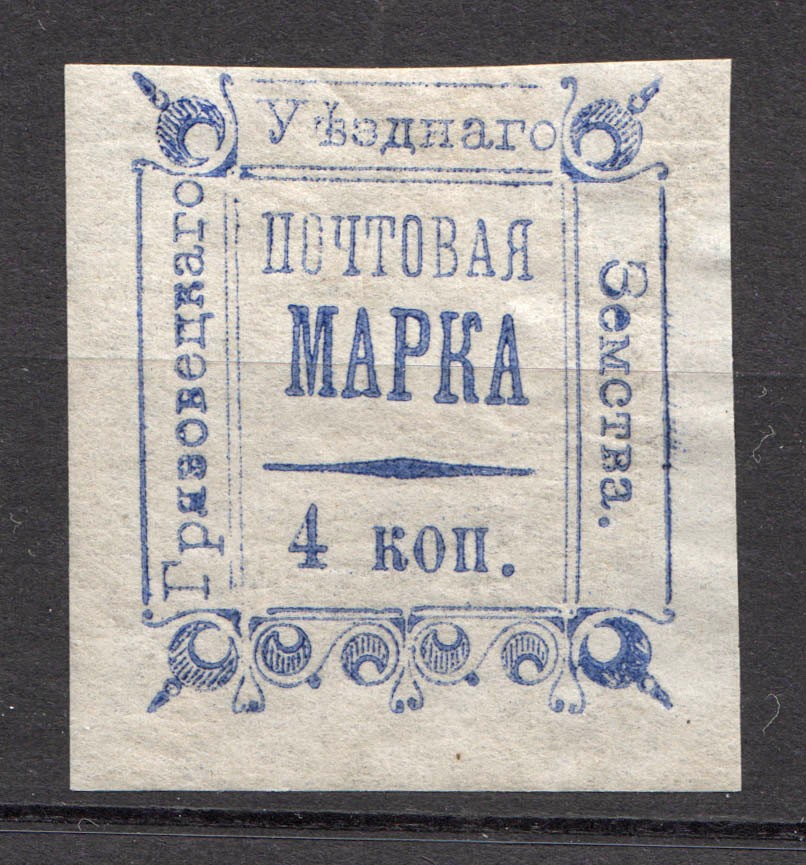 Грязовецкаго
Уѣзднаго
Земства.
ПОЧТОВАЯ
МАРКА
4 коп.